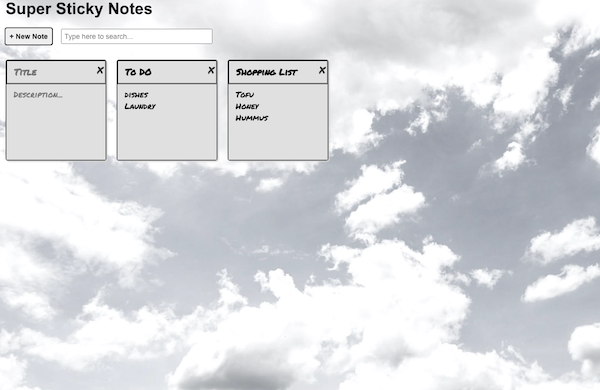 Super Sticky Notes
+ New Note
Type here to search...
Title
x
Description...
To Do
x
dishes
Laundry
Shopping List
x
Tofu
Honey
Hummus